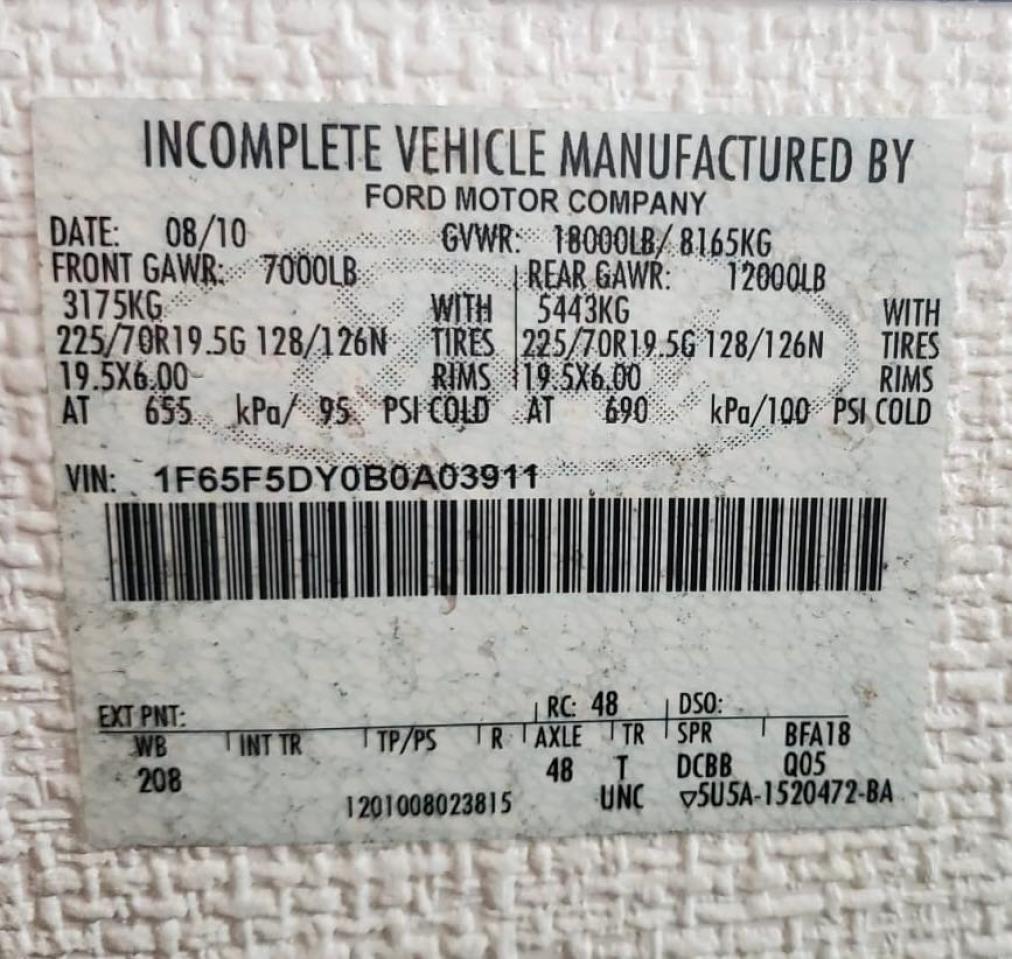 INCOMPLETE VEHICLE MANUFACTURED BY
FORD MOTOR COMPANY
DATE: 08/10 GVWR: 18000LB/ 8165KG
FRONT GAWR: 7000LB REAR GAWR: 12000LB
3175KG WITH 5443KG WITH
225/70R19.5G 128/126N TIRES 225/70R19.5G 128/126N TIRES
19.5X6.00 RIMS 19.5X6.00 RIMS
AT 655 kPa/ 95 PSI COLD AT 690 kPa/100 PSI COLD
VIN: 1F65F5DY0B0A03911
EXT PNT: RC: 48 DSO:
WB INT TR TP/PS R AXLE TR SPR BFA18
208 48 T DCBB Q05
1201008023815 UNC ▽5U5A-1520472-BA